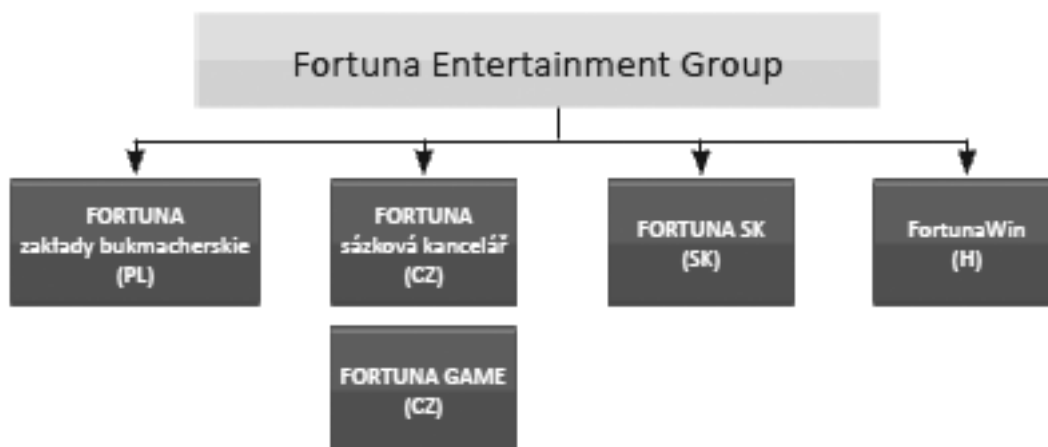 Fortuna Entertainment Group
FORTUNA
zakłady bukmacherskie
(PL)
FORTUNA
sázková kancelář
(CZ)
FORTUNA SK
(SK)
FortunaWin
(H)
FORTUNA GAME
(CZ)